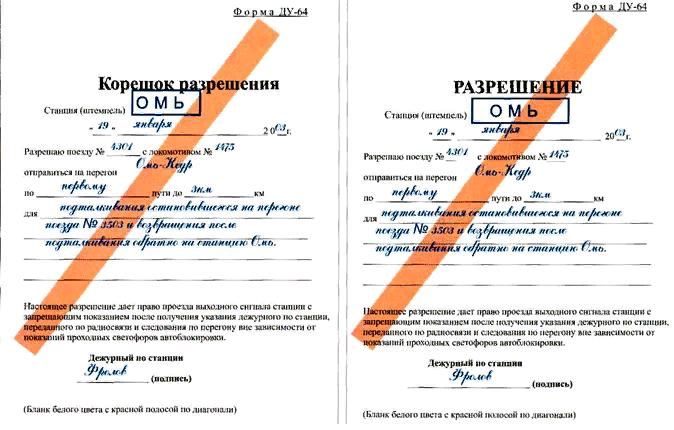 Форма ДУ-64
Корешок разрешения
Станция (штемпель) ОМЬ
" 19 " января 2003 г.
Разрешаю поезду № 4301 с локомотивом № 1475
отправиться на перегон Омь-Кедр
по первому пути до 3км км
для подталкивания остановившегося на перегоне
поезда № 3503 и возвращения после
подталкивания обратно на станцию Омь.
Настоящее разрешение дает право проезда выходного сигнала станции с
запрещающим показанием после получения указания дежурного по станции,
переданного по радиосвязи и следования по перегону вне зависимости от
показаний проходных светофоров автоблокировки.
Дежурный по станции
Фролов (подпись)
(Бланк белого цвета с красной полосой по диагонали)
Форма ДУ-64
РАЗРЕШЕНИЕ
Станция (штемпель) ОМЬ
" 19 " января 2003 г.
Разрешаю поезду № 4301 с локомотивом № 1475
отправиться на перегон Омь-Кедр
по первому пути до 3км км
для подталкивания остановившегося на перегоне
поезда № 3503 и возвращения после
подталкивания обратно на станцию Омь.
Настоящее разрешение дает право проезда выходного сигнала станции с
запрещающим показанием после получения указания дежурного по станции,
переданного по радиосвязи и следования по перегону вне зависимости от
показаний проходных светофоров автоблокировки.
Дежурный по станции
Фролов (подпись)
(Бланк белого цвета с красной полосой по диагонали)